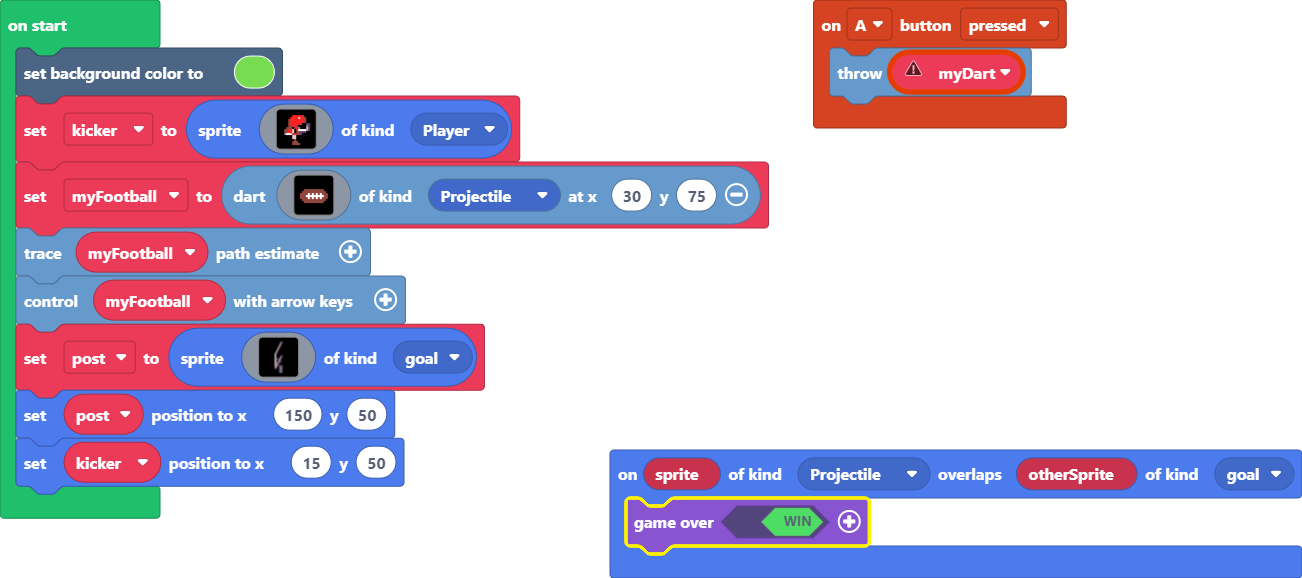 on start
set background color to
set kicker to sprite of kind Player
set myFootball to dart of kind Projectile at x 30 y 75
trace myFootball path estimate
control myFootball with arrow keys
set post to sprite of kind goal
set post position to x 150 y 50
set kicker position to x 15 y 50
on A button pressed
throw myDart
on sprite of kind Projectile overlaps otherSprite of kind goal
game over WIN